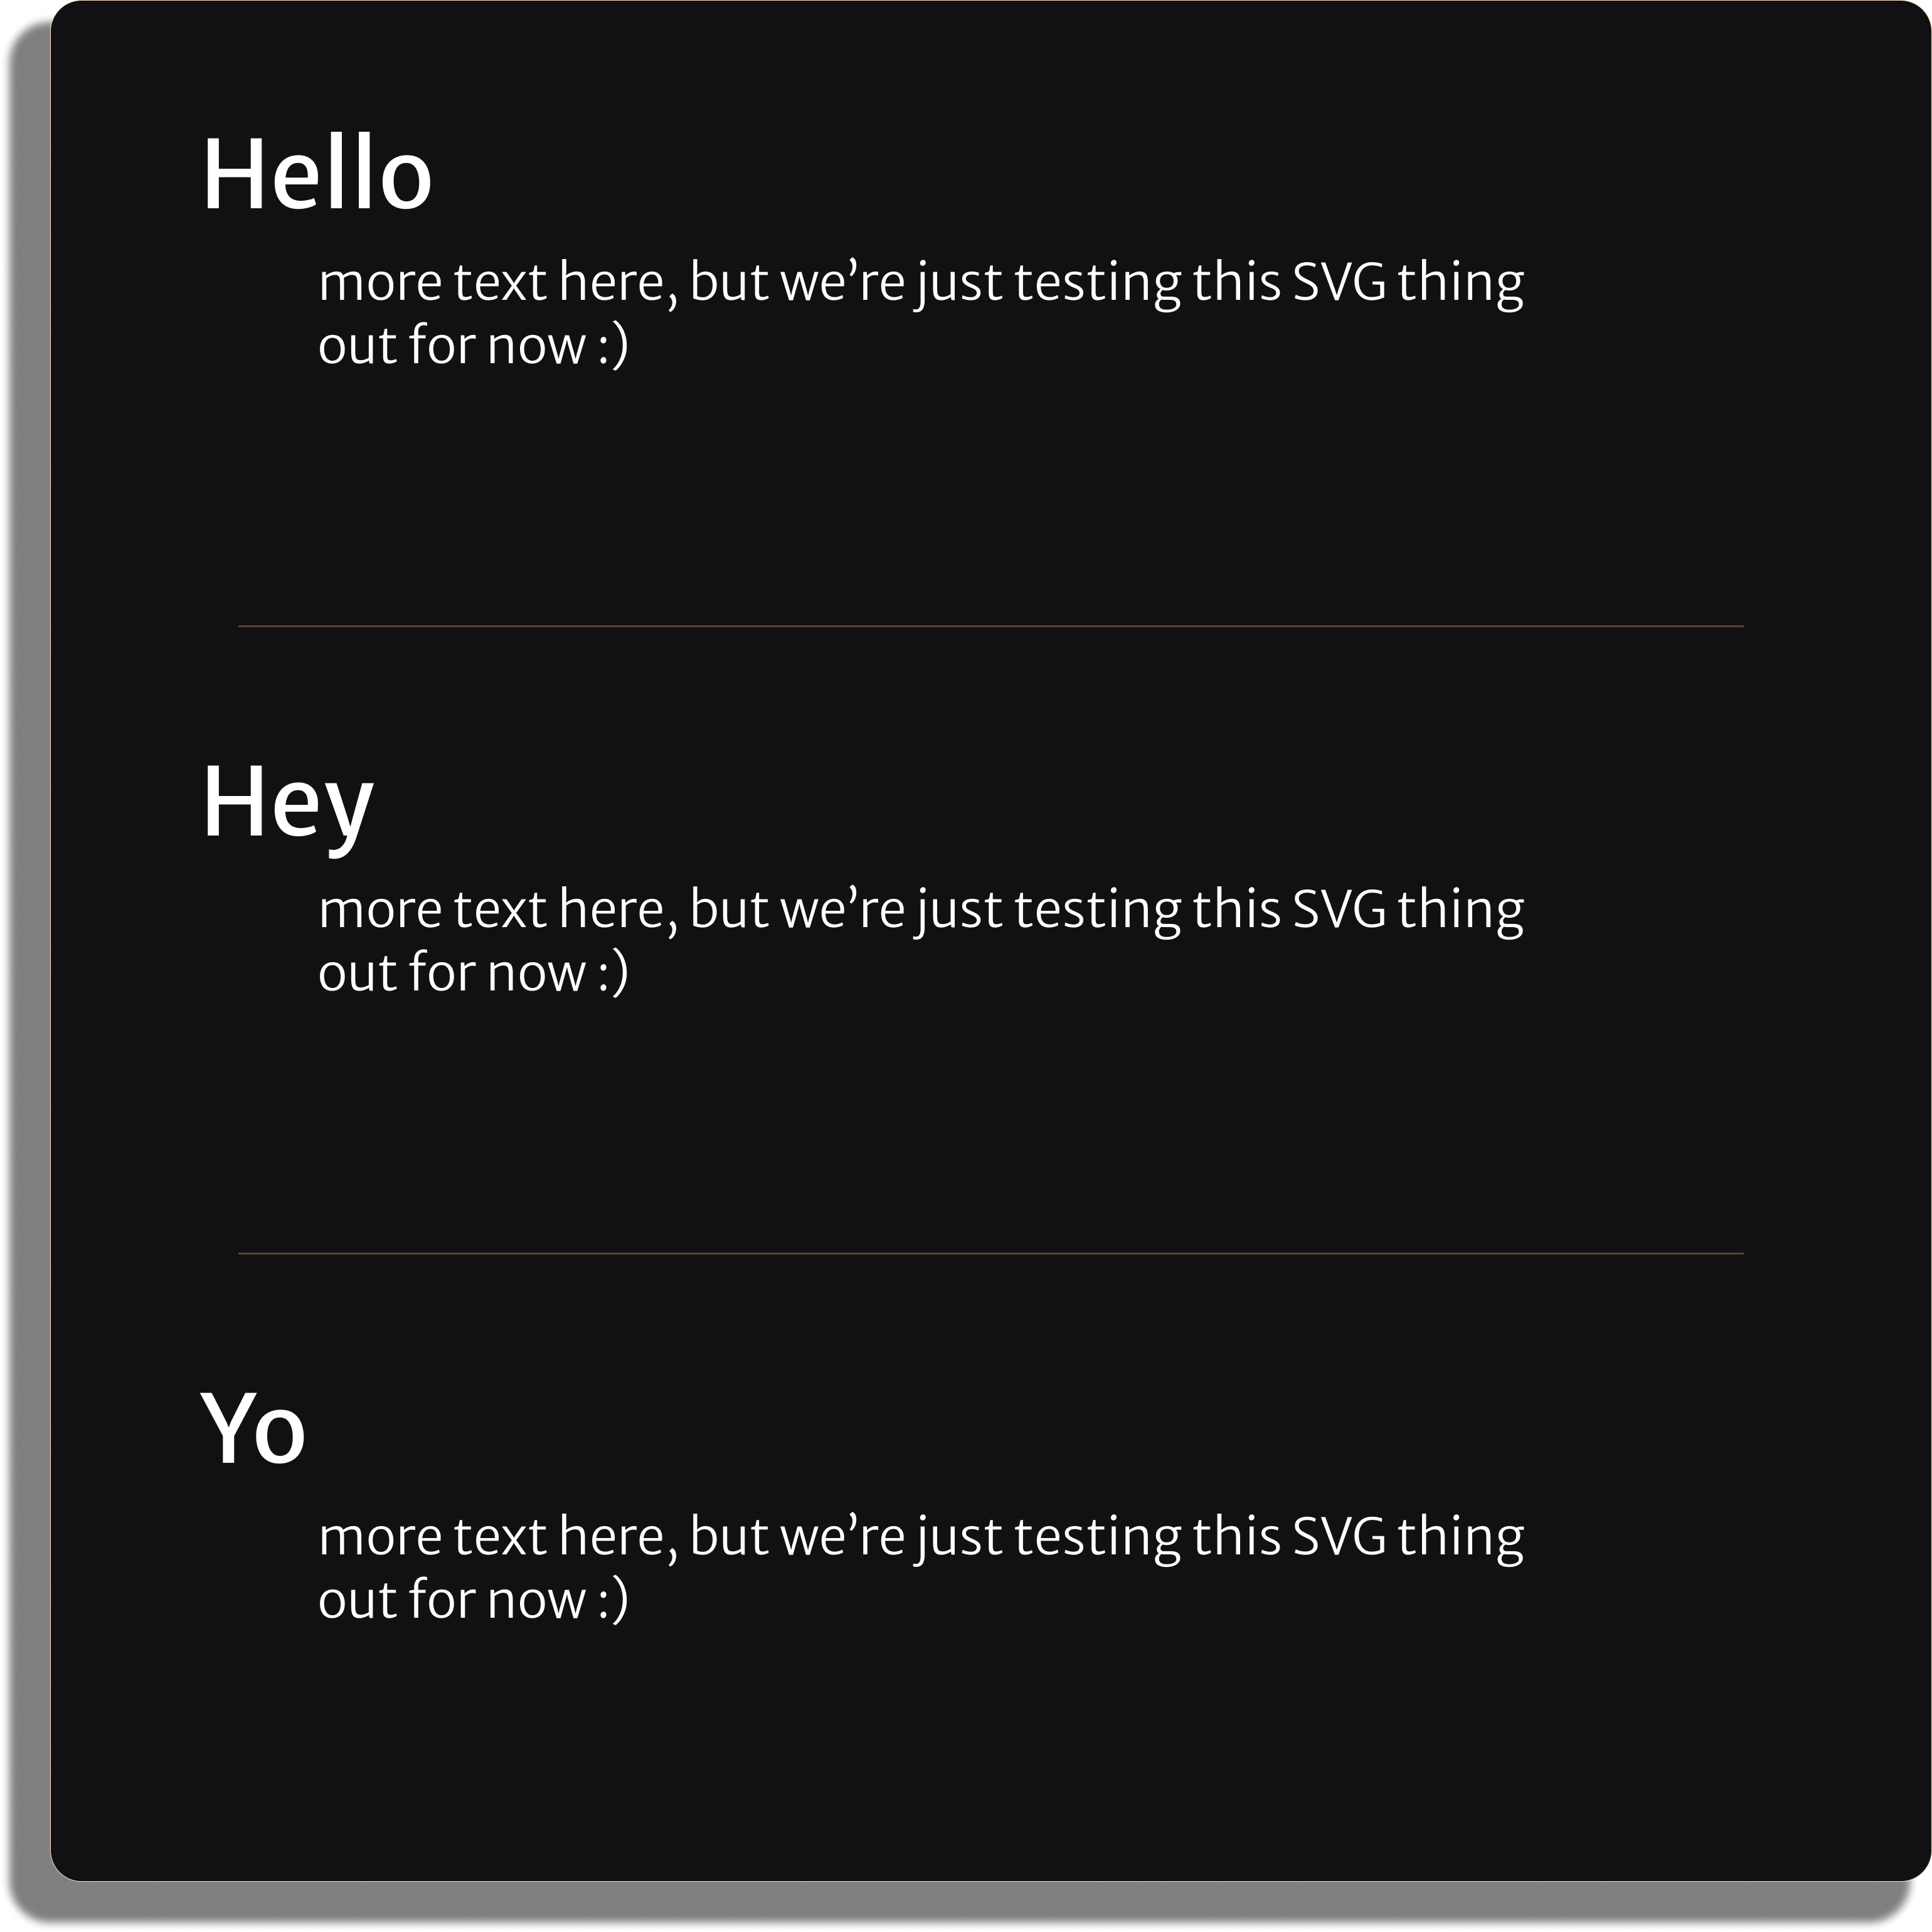 Hello
more text here, but we’re just testing this SVG thing
out for now :)
Hey
more text here, but we’re just testing this SVG thing
out for now :)
Yo
more text here, but we’re just testing this SVG thing
out for now :)